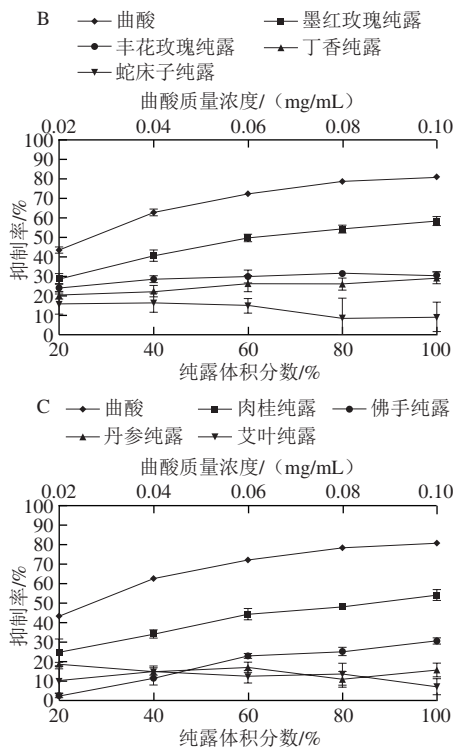 B 曲酸 墨红玫瑰纯露
丰花玫瑰纯露 丁香纯露
蛇床子纯露
曲酸质量浓度/（mg/mL）
0.02 0.04 0.06 0.08 0.10
100
90
80
70
60
50
40
30
20
10
0
抑制率/%
20 40 60 80 100
纯露体积分数/%
C 曲酸 肉桂纯露 佛手纯露
丹参纯露 艾叶纯露
曲酸质量浓度/（mg/mL）
0.02 0.04 0.06 0.08 0.10
100
90
80
70
60
50
40
30
20
10
0
抑制率/%
20 40 60 80 100
纯露体积分数/%